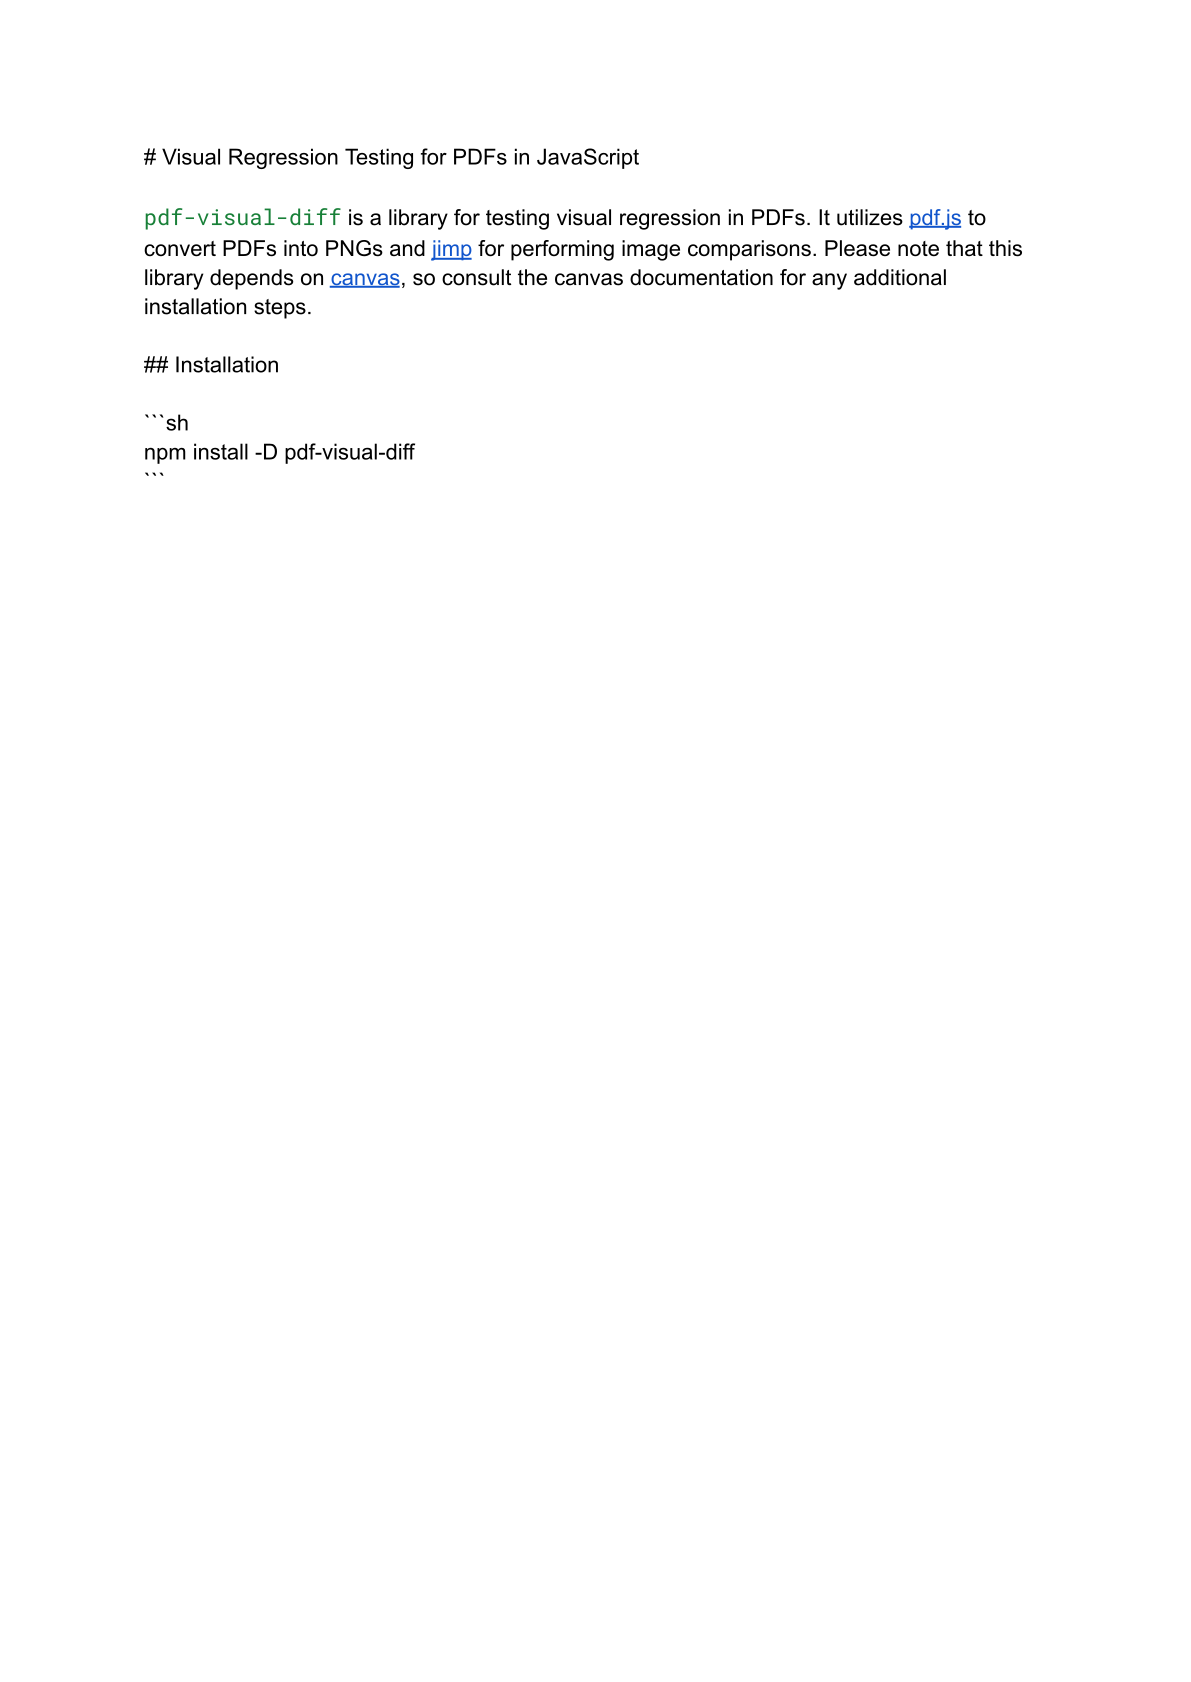 # Visual Regression Testing for PDFs in JavaScript
pdf-visual-diff is a library for testing visual regression in PDFs. It utilizes pdf.js to
convert PDFs into PNGs and jimp for performing image comparisons. Please note that this
library depends on canvas, so consult the canvas documentation for any additional
installation steps.
## Installation
```sh
npm install -D pdf-visual-diff
```